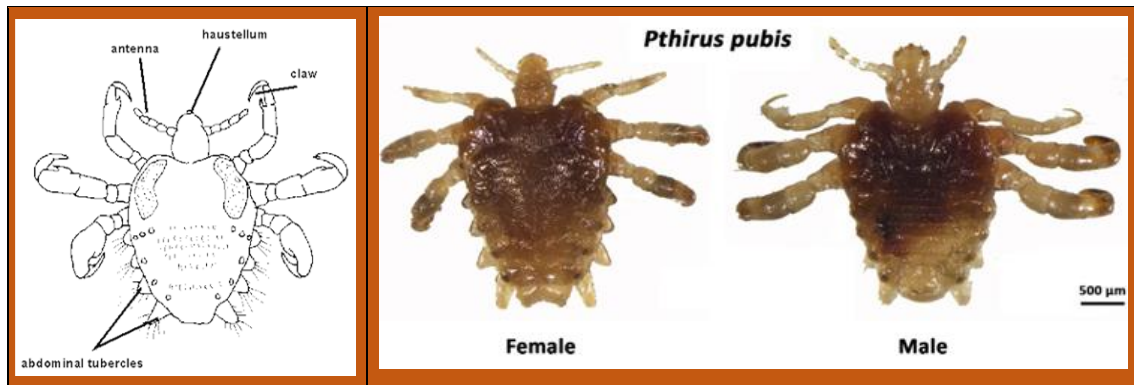 haustellum
antenna
claw
abdominal tubercles
Pthirus pubis
500 µm
Female
Male